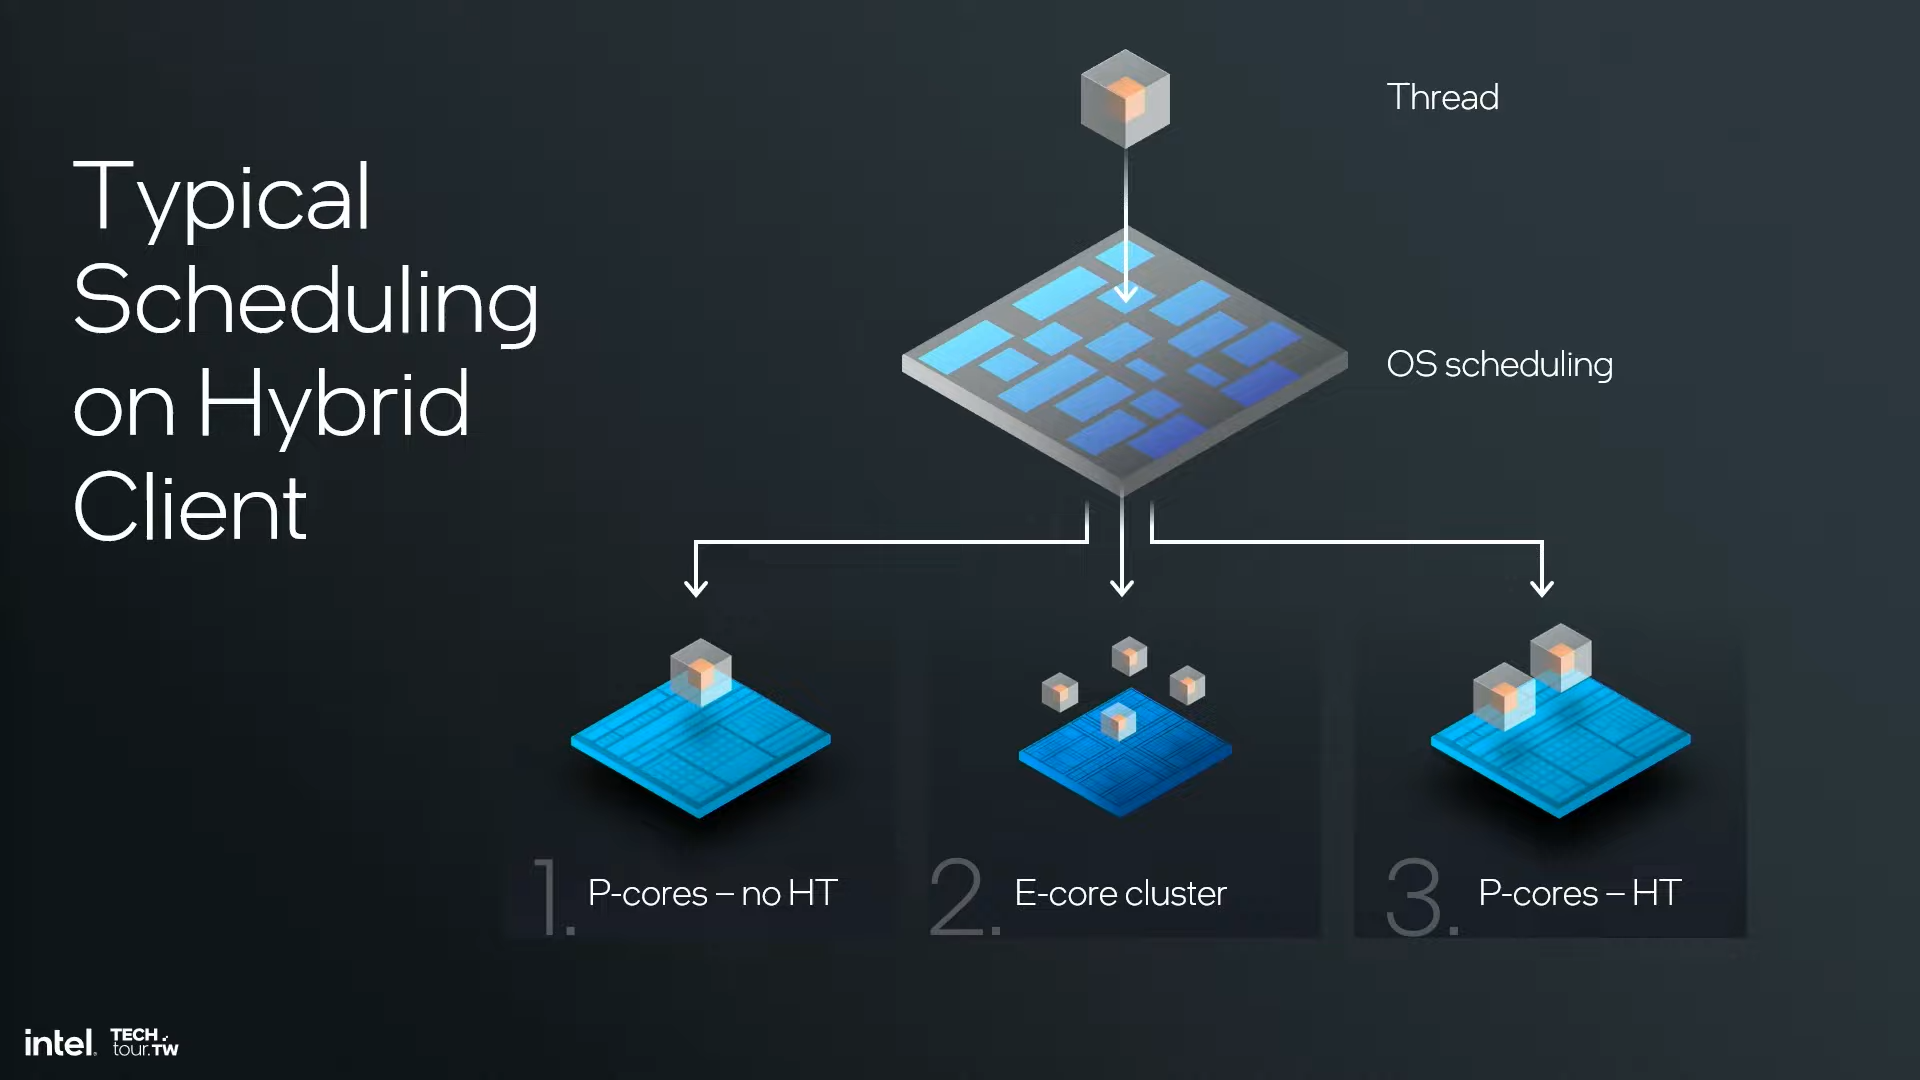 Typical
Scheduling
on Hybrid
Client
Thread
OS scheduling
1. P-cores – no HT
2. E-core cluster
3. P-cores – HT
intel. TECH
tour.TW